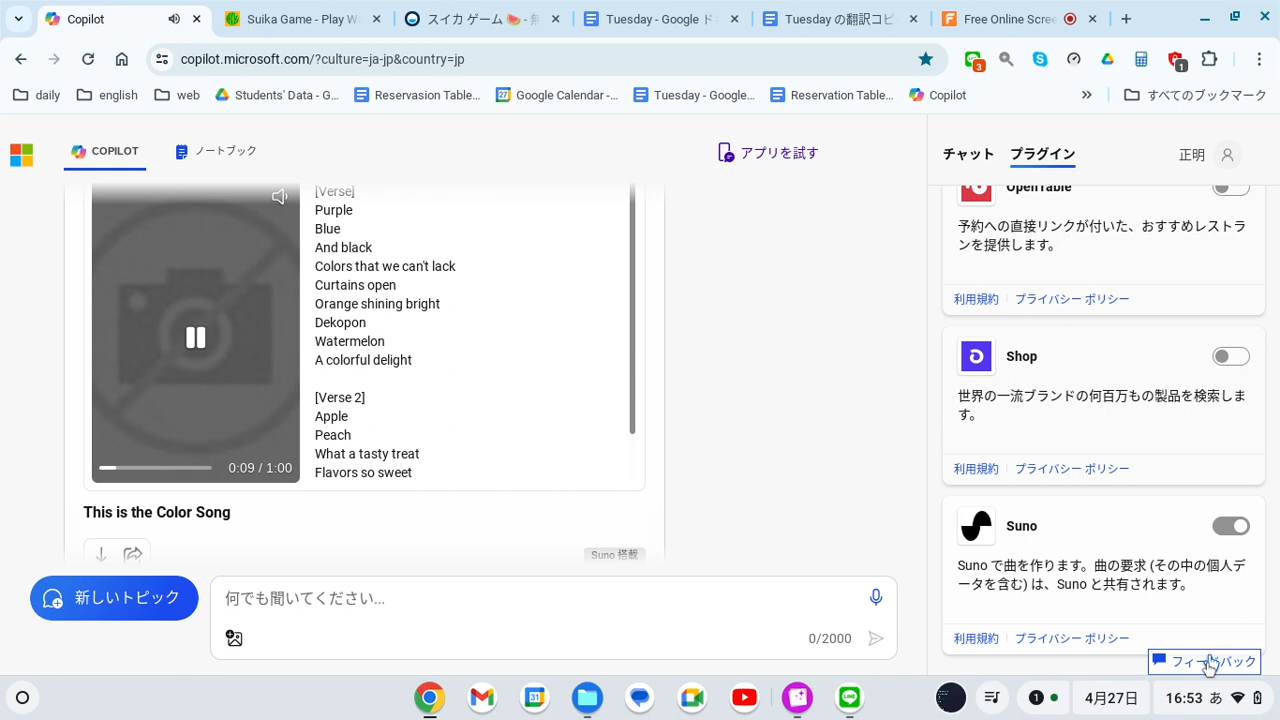 Copilot
Suika Game - Play Wa
スイカ ゲーム🍉 - 無
Tuesday - Google ド
Tuesday の翻訳コピ
Free Online Scree
copilot.microsoft.com/?culture=ja-jp&country=jp
3
1
daily
english
web
Students' Data - G...
Reservasion Table...
Google Calendar -...
Tuesday - Google...
Reservation Table...
Copilot
すべてのブックマーク
COPILOT
ノートブック
アプリを試す
チャット
プラグイン
正明
[Verse]
Purple
Blue
And black
Colors that we can't lack
Curtains open
Orange shining bright
Dekopon
Watermelon
A colorful delight
[Verse 2]
Apple
Peach
What a tasty treat
Flavors so sweet
0:09 / 1:00
This is the Color Song
Suno 搭載
新しいトピック
何でも聞いてください...
0/2000
OpenTable
予約への直接リンクが付いた、おすすめレストラ
ンを提供します。
利用規約 プライバシー ポリシー
Shop
世界の一流ブランドの何百万もの製品を検索しま
す。
利用規約 プライバシー ポリシー
Suno
Suno で曲を作ります。曲の要求 (その中の個人デ
ータを含む) は、Suno と共有されます。
利用規約 プライバシー ポリシー
フィードバック
31
1
4月27日
16:53 あ